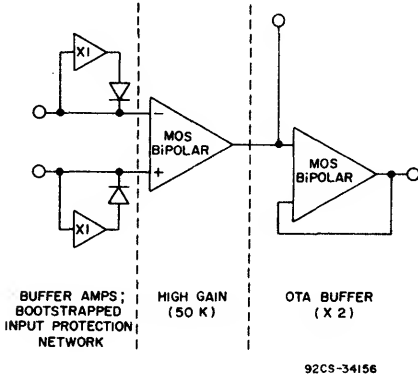 X1
MOS
BiPOLAR
−
+
MOS
BiPOLAR
X1
BUFFER AMPS;
BOOTSTRAPPED
INPUT PROTECTION
NETWORK
HIGH GAIN
(50 K)
OTA BUFFER
(X 2)
92CS-34156